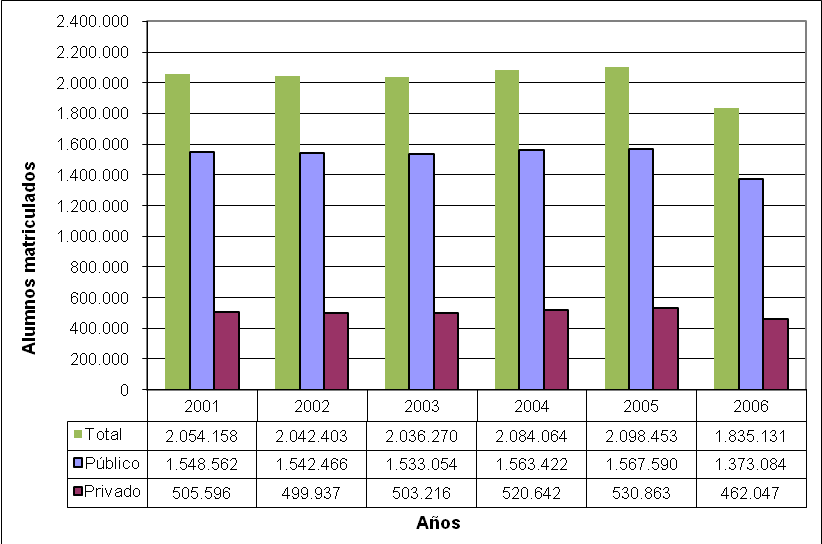 2.400.000
2.200.000
2.000.000
1.800.000
1.600.000
1.400.000
1.200.000
1.000.000
800.000
600.000
400.000
200.000
0
Alumnos matriculados
2001 2002 2003 2004 2005 2006
Total 2.054.158 2.042.403 2.036.270 2.084.064 2.098.453 1.835.131
Público 1.548.562 1.542.466 1.533.054 1.563.422 1.567.590 1.373.084
Privado 505.596 499.937 503.216 520.642 530.863 462.047
Años